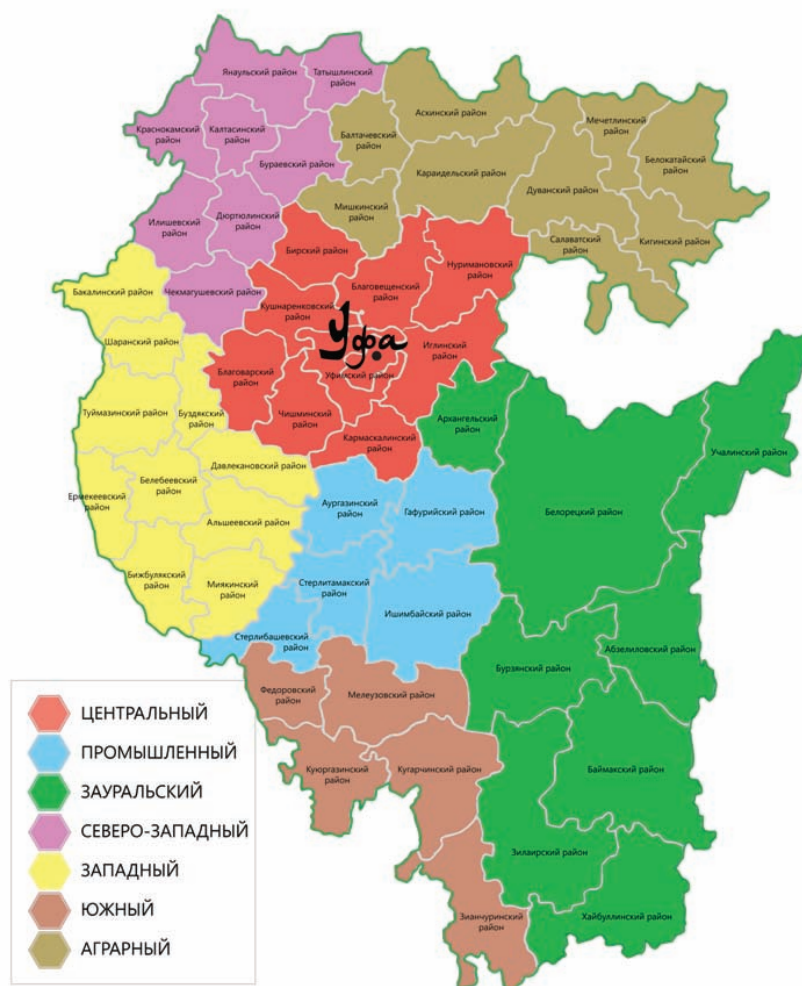 Янаульский район
Татышлинский
район
Краснокамский
район
Калтасинский
район
Бураевский район
Балтачевский
район
Аскинский район
Мечетлинский
район
Белокатайский
район
Караидельский район
Дуванский район
Мишкинский
район
Илишевский
район
Дюртюлинский
район
Салаватский
район
Кигинский район
Бирский район
Нуримановский
район
Благовещенский
район
Бакалинский район
Чекмагушевский район
Кушнаренковский
район
Уфа
Шаранский
район
Иглинский
район
Благоварский
район
Уфимский район
Туймазинский район
Буздякский
район
Чишминский
район
Архангельский
район
Кармаскалинский
район
Учалинский район
Давлекановский район
Ермекеевский
район
Белебеевский
район
Альшеевский район
Аургазинский
район
Гафурийский район
Белорецкий район
Бижбулякский
район
Миякинский
район
Стерлитамакский
район
Ишимбайский район
Стерлибашевский
район
Бурзянский район
Абзелиловский район
Федоровский
район
Мелеузовский район
Куюргазинский
район
Кугарчинский район
Баймакский район
Зилаирский район
Зианчуринский
район
Хайбуллинский район
ЦЕНТРАЛЬНЫЙ
ПРОМЫШЛЕННЫЙ
ЗАУРАЛЬСКИЙ
СЕВЕРО-ЗАПАДНЫЙ
ЗАПАДНЫЙ
ЮЖНЫЙ
АГРАРНЫЙ